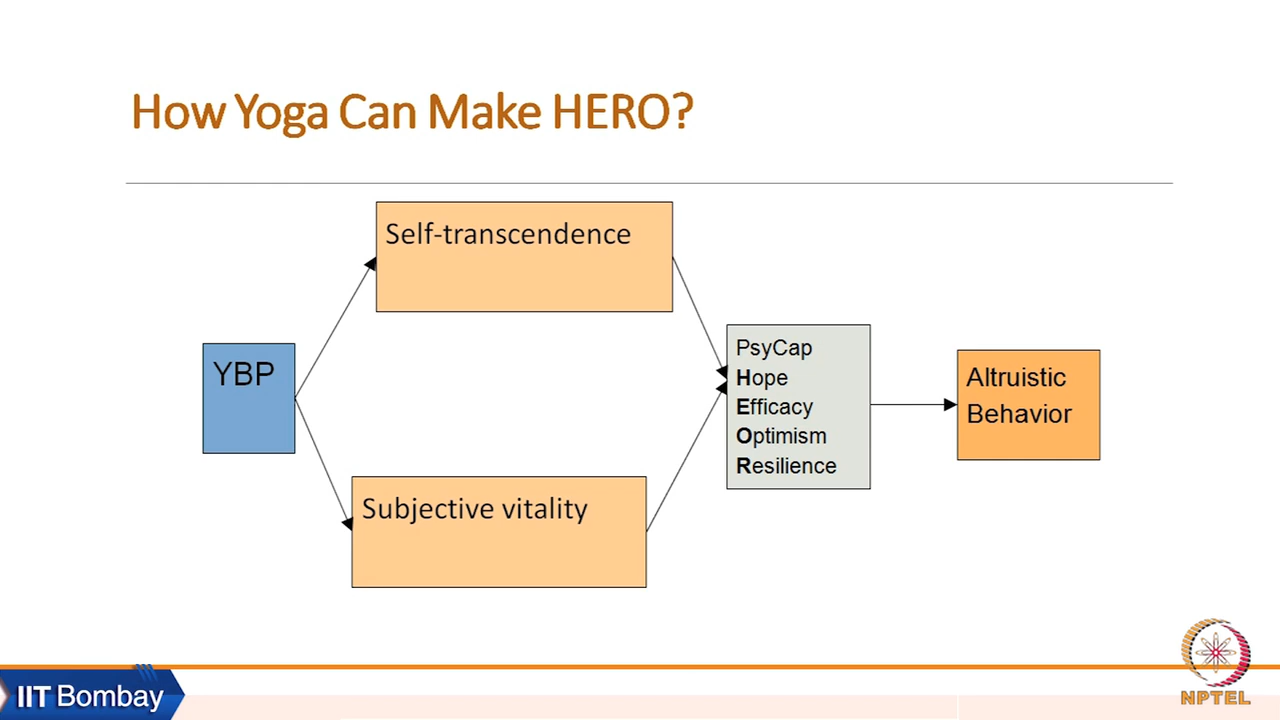 How Yoga Can Make HERO?
Self-transcendence
YBP
PsyCap
Hope
Efficacy
Optimism
Resilience
Altruistic
Behavior
Subjective vitality
IIT Bombay
NPTEL